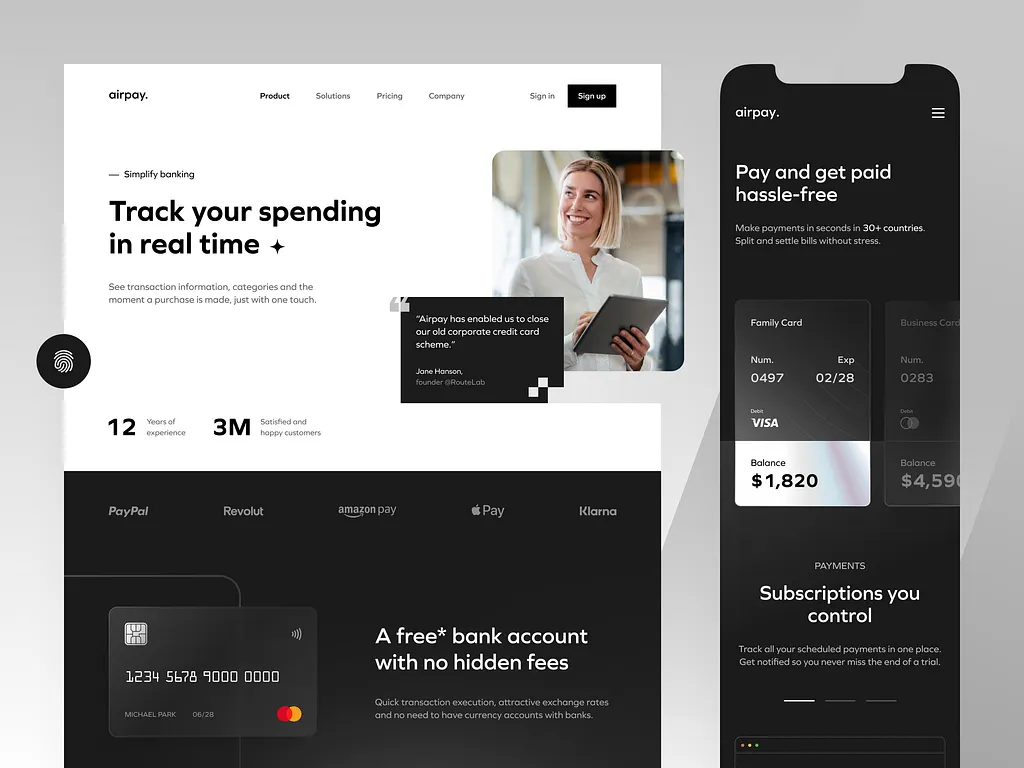 airpay.
Product Solutions Pricing Company
Sign in Sign up
— Simplify banking
Track your spending
in real time
See transaction information, categories and the
moment a purchase is made, just with one touch.
“Airpay has enabled us to close
our old corporate credit card
scheme.”
Jane Hanson,
founder @RouteLab
12 Years of
experience
3M Satisfied and
happy customers
PayPal Revolut amazon pay Pay Klarna
1234 5678 9000 0000
MICHAEL PARK 06/28
A free* bank account
with no hidden fees
Quick transaction execution, attractive exchange rates
and no need to have currency accounts with banks.
airpay.
Pay and get paid
hassle-free
Make payments in seconds in 30+ countries.
Split and settle bills without stress.
Family Card
Num. Exp
0497 02/28
Debit
VISA
Balance
$1,820
Business Card
Num.
0283
Debit
Balance
$4,590
PAYMENTS
Subscriptions you
control
Track all your scheduled payments in one place.
Get notified so you never miss the end of a trial.